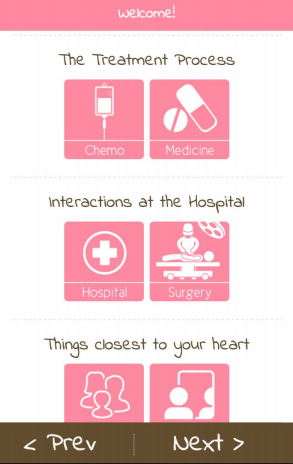 welcome!
The Treatment Process
Chemo Medicine
Interactions at the Hospital
Hospital Surgery
Things closest to your heart
< Prev Next >